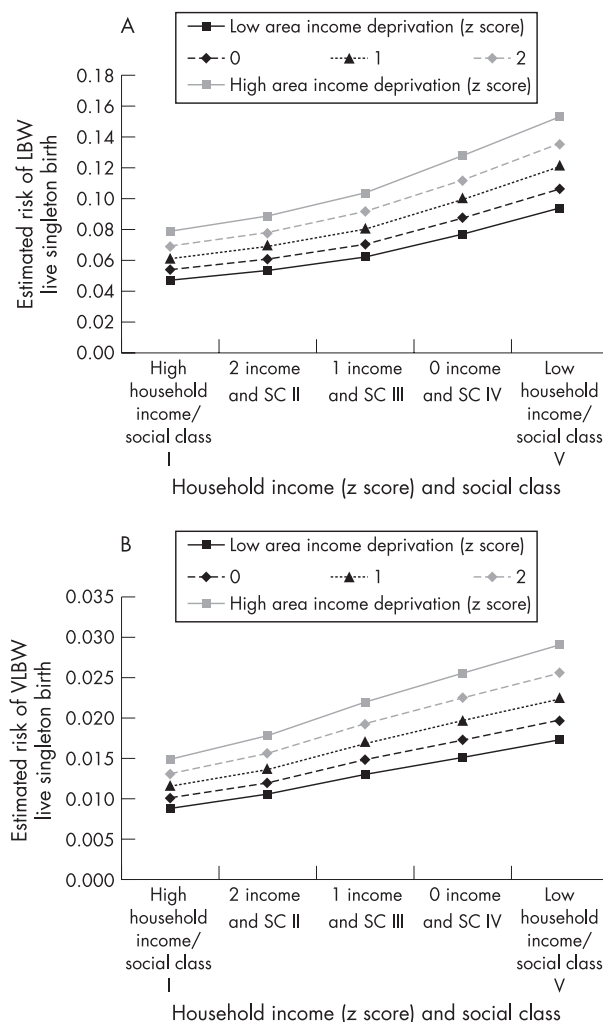 A
Low area income deprivation (z score)
0 1 2
High area income deprivation (z score)
Estimated risk of LBW
live singleton birth
0.18
0.16
0.14
0.12
0.10
0.08
0.06
0.04
0.02
0.00
High
household
income/
social class
I
2 income
and SC II
1 income
and SC III
0 income
and SC IV
Low
household
income/
social class
V
Household income (z score) and social class
B
Low area income deprivation (z score)
0 1 2
High area income deprivation (z score)
Estimated risk of VLBW
live singleton birth
0.035
0.030
0.025
0.020
0.015
0.010
0.005
0.000
High
household
income/
social class
I
2 income
and SC II
1 income
and SC III
0 income
and SC IV
Low
household
income/
social class
V
Household income (z score) and social class